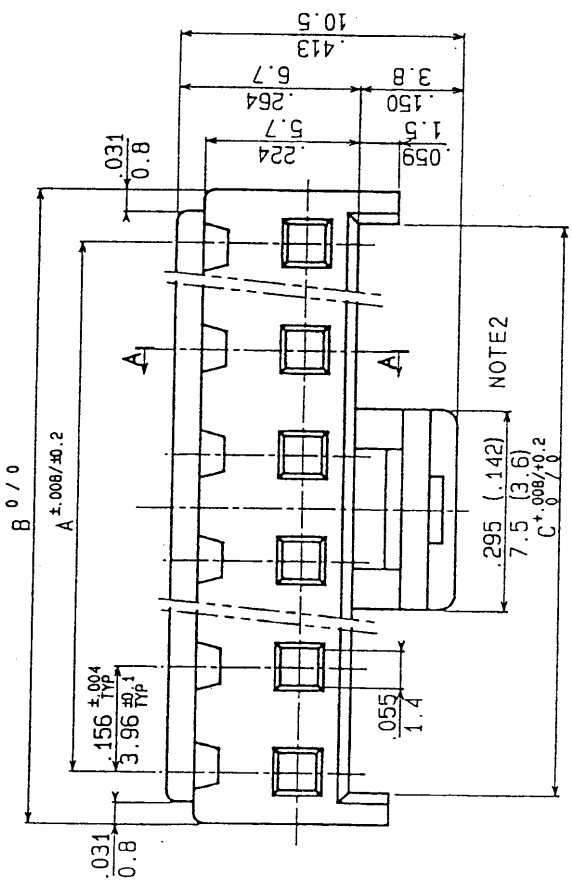 10.5
.413
6.7
.264
3.8
.150
5.7
.224
1.5
.059
.031
0.8
B 0 / 0
A ±.008/±0.2
A
A
NOTE2
.295 (.142)
7.5 (3.6)
C +.008/+0.2
0 / 0
.156 ±.004
TYP
3.96 ±0.1
TYP
.055
1.4
.031
0.8